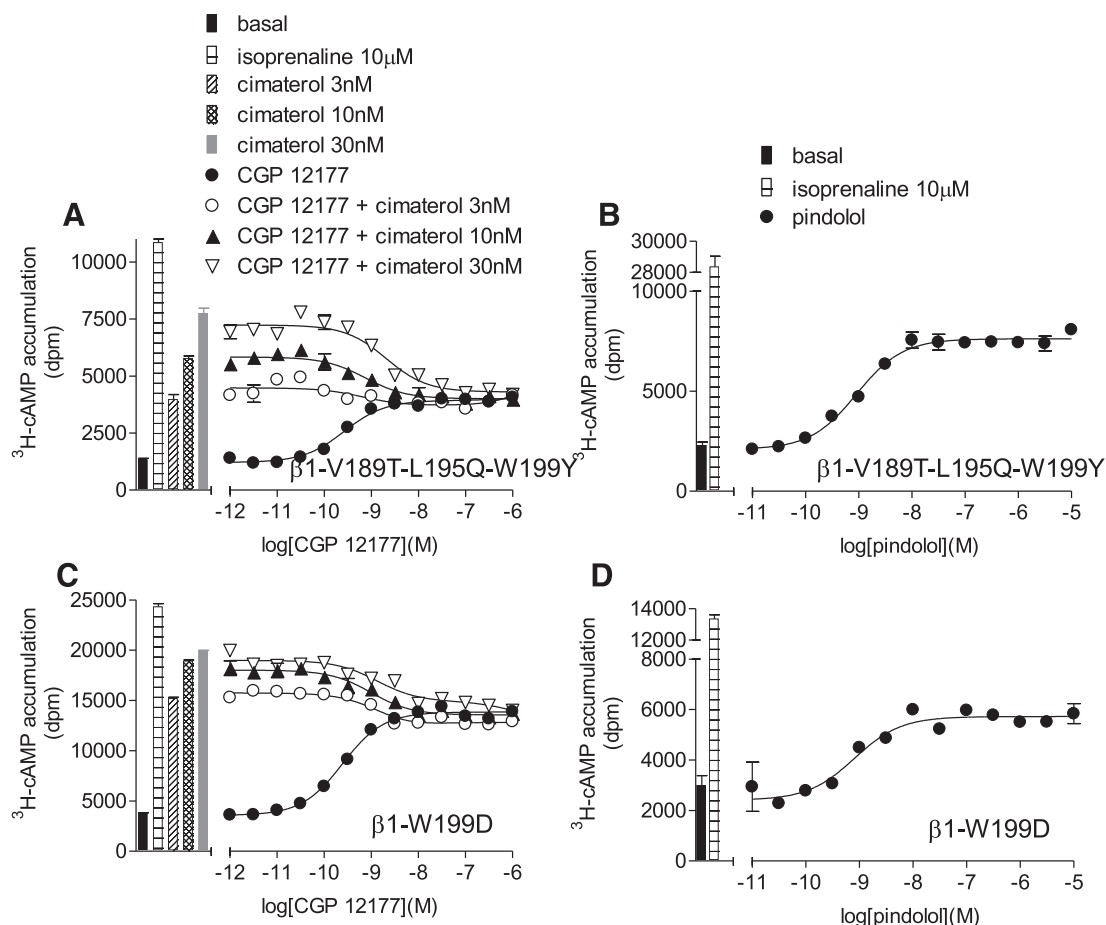 basal
isoprenaline 10μM
cimaterol 3nM
cimaterol 10nM
cimaterol 30nM
CGP 12177
CGP 12177 + cimaterol 3nM
CGP 12177 + cimaterol 10nM
CGP 12177 + cimaterol 30nM
A
³H-cAMP accumulation
(dpm)
10000
7500
5000
2500
0
β1-V189T-L195Q-W199Y
-12 -11 -10 -9 -8 -7 -6
log[CGP 12177](M)
basal
isoprenaline 10μM
pindolol
B
³H-cAMP accumulation
(dpm)
30000
28000
10000
5000
0
β1-V189T-L195Q-W199Y
-11 -10 -9 -8 -7 -6 -5
log[pindolol](M)
C
³H-cAMP accumulation
(dpm)
25000
20000
15000
10000
5000
0
β1-W199D
-12 -11 -10 -9 -8 -7 -6
log[CGP 12177](M)
D
³H-cAMP accumulation
(dpm)
14000
12000
8000
6000
4000
2000
0
β1-W199D
-11 -10 -9 -8 -7 -6 -5
log[pindolol](M)